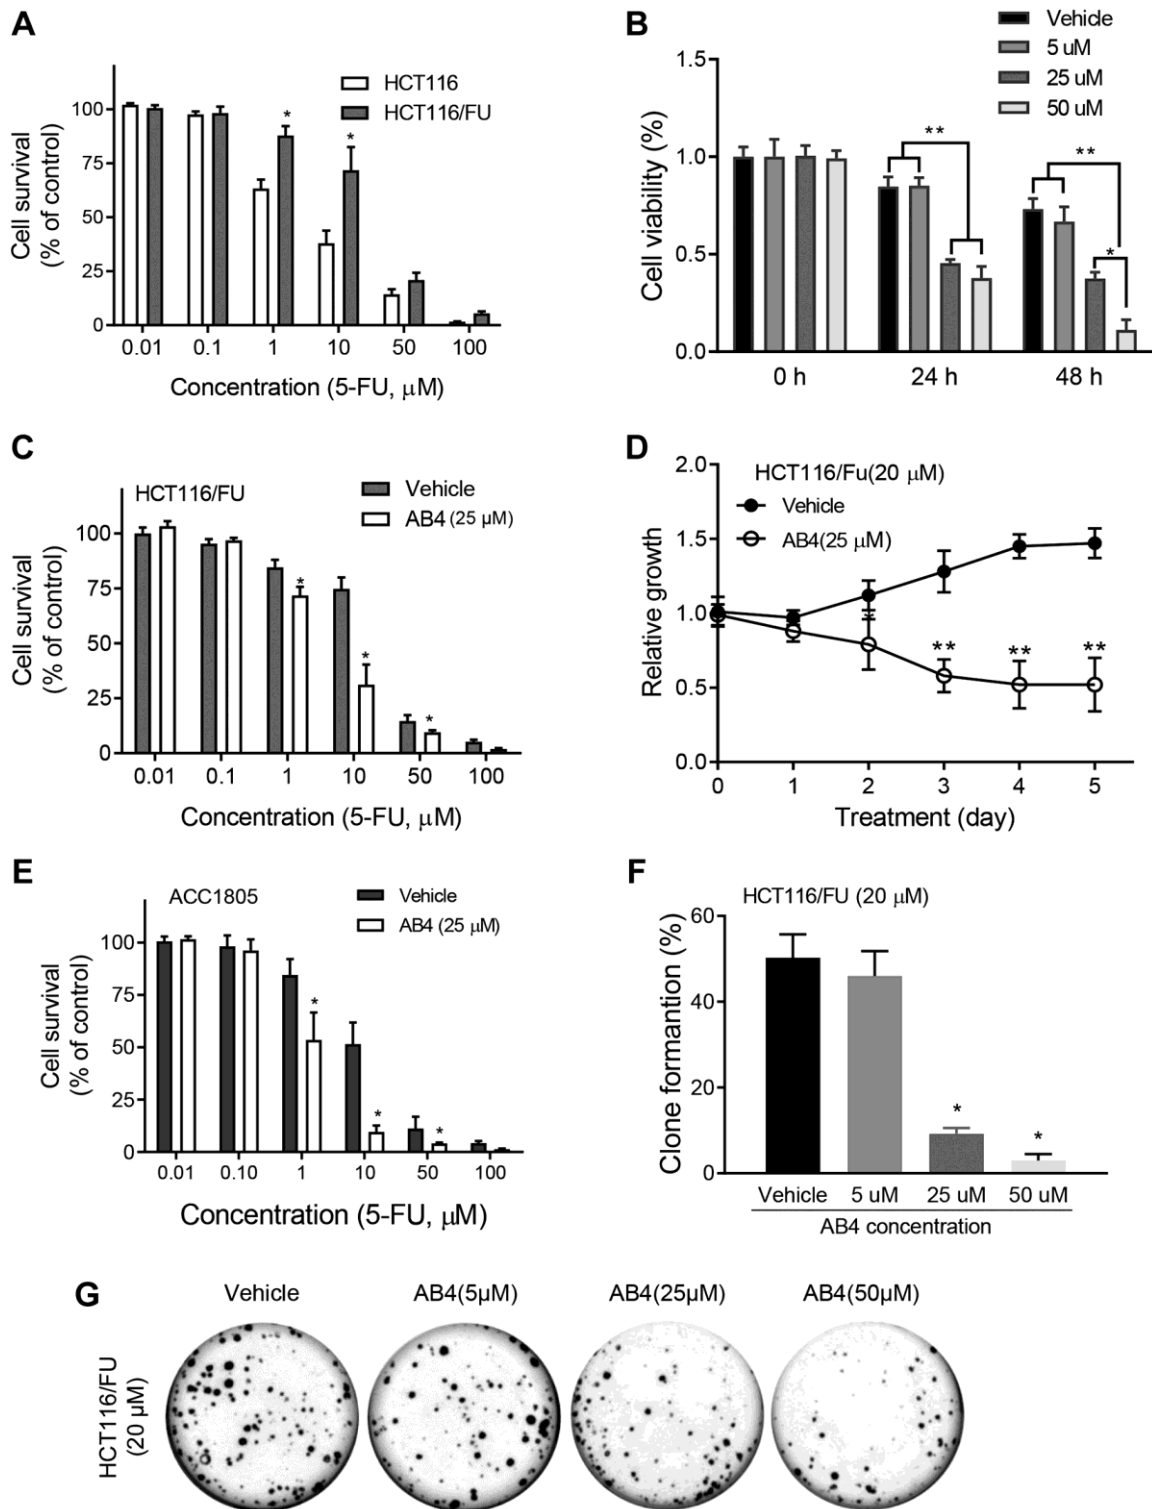 A
HCT116
HCT116/FU
Cell survival
(% of control)
100
75
50
25
0
*
*
0.01 0.1 1 10 50 100
Concentration (5-FU, μM)
B
Vehicle
5 uM
25 uM
50 uM
Cell viability (%)
1.5
1.0
0.5
0.0
**
**
*
0 h 24 h 48 h
C
HCT116/FU
Vehicle
AB4 (25 μM)
Cell survival
(% of control)
100
75
50
25
0
*
*
*
0.01 0.1 1 10 50 100
Concentration (5-FU, μM)
D
HCT116/Fu(20 μM)
Vehicle
AB4(25 μM)
Relative growth
2.0
1.5
1.0
0.5
0.0
*
** ** **
0 1 2 3 4 5
Treatment (day)
E
ACC1805
Vehicle
AB4 (25 μM)
Cell survival
(% of control)
100
75
50
25
0
*
*
*
0.01 0.10 1 10 50 100
Concentration (5-FU, μM)
F
HCT116/FU (20 μM)
Clone formantion (%)
60
40
20
0
*
*
Vehicle 5 uM 25 uM 50 uM
AB4 concentration
G
Vehicle AB4(5μM) AB4(25μM) AB4(50μM)
HCT116/FU
(20 μM)